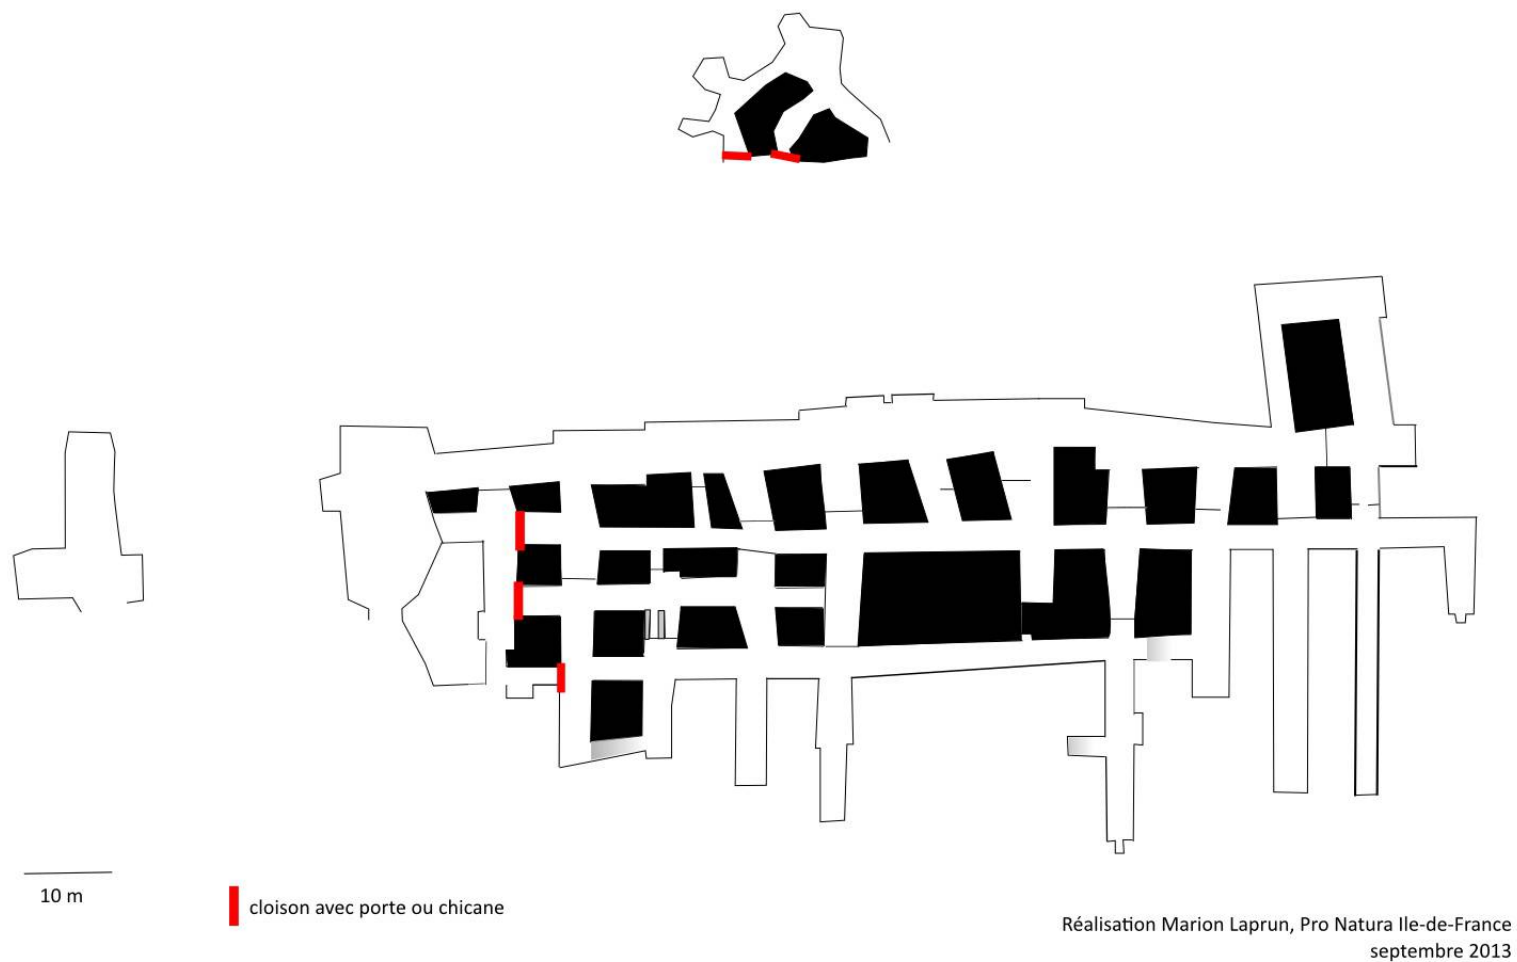 10 m
cloison avec porte ou chicane
Réalisation Marion Laprun, Pro Natura Ile-de-France
septembre 2013